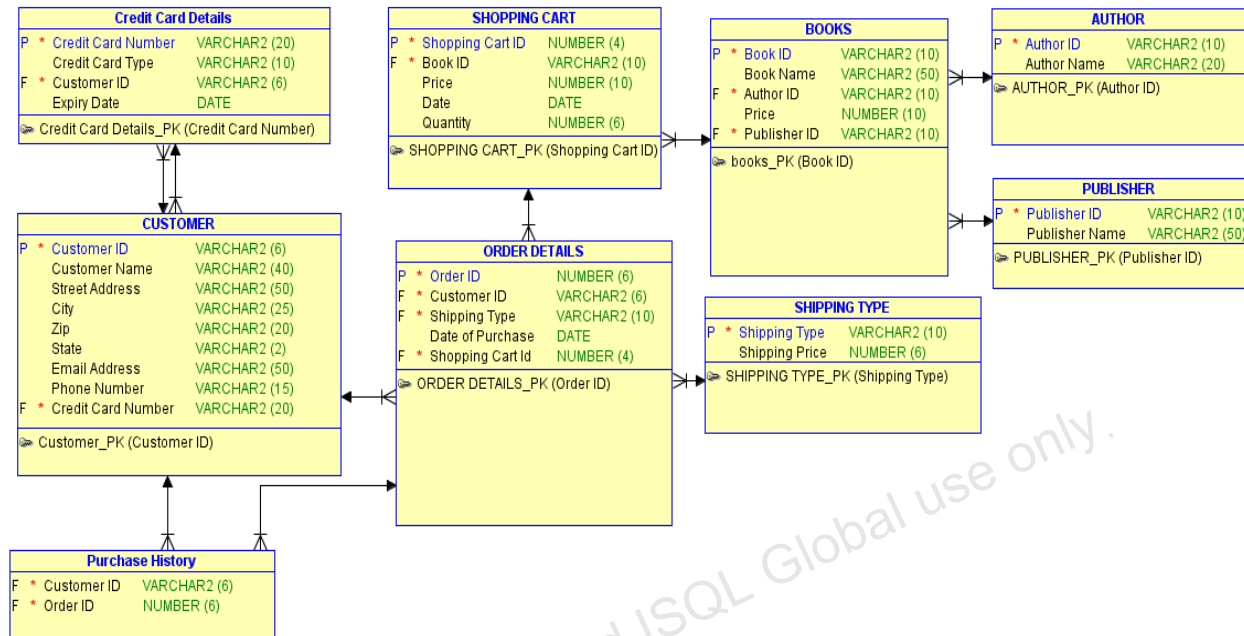 Credit Card Details
P * Credit Card Number VARCHAR2 (20)
Credit Card Type VARCHAR2 (10)
F * Customer ID VARCHAR2 (6)
Expiry Date DATE
Credit Card Details_PK (Credit Card Number)
SHOPPING CART
P * Shopping Cart ID NUMBER (4)
F * Book ID VARCHAR2 (10)
Price NUMBER (10)
Date DATE
Quantity NUMBER (6)
SHOPPING CART_PK (Shopping Cart ID)
BOOKS
P * Book ID VARCHAR2 (10)
Book Name VARCHAR2 (50)
F * Author ID VARCHAR2 (10)
Price NUMBER (10)
F * Publisher ID VARCHAR2 (10)
books_PK (Book ID)
AUTHOR
P * Author ID VARCHAR2 (10)
Author Name VARCHAR2 (20)
AUTHOR_PK (Author ID)
PUBLISHER
P * Publisher ID VARCHAR2 (10)
Publisher Name VARCHAR2 (50)
PUBLISHER_PK (Publisher ID)
CUSTOMER
P * Customer ID VARCHAR2 (6)
Customer Name VARCHAR2 (40)
Street Address VARCHAR2 (50)
City VARCHAR2 (25)
Zip VARCHAR2 (20)
State VARCHAR2 (2)
Email Address VARCHAR2 (50)
Phone Number VARCHAR2 (15)
F * Credit Card Number VARCHAR2 (20)
Customer_PK (Customer ID)
ORDER DETAILS
P * Order ID NUMBER (6)
F * Customer ID VARCHAR2 (6)
F * Shipping Type VARCHAR2 (10)
Date of Purchase DATE
F * Shopping Cart Id NUMBER (4)
ORDER DETAILS_PK (Order ID)
SHIPPING TYPE
P * Shipping Type VARCHAR2 (10)
Shipping Price NUMBER (6)
SHIPPING TYPE_PK (Shipping Type)
Purchase History
F * Customer ID VARCHAR2 (6)
F * Order ID NUMBER (6)
Global use only.